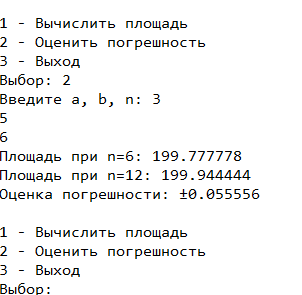 1 - Вычислить площадь
2 - Оценить погрешность
3 - Выход
Выбор: 2
Введите a, b, n: 3
5
6
Площадь при n=6: 199.777778
Площадь при n=12: 199.944444
Оценка погрешности: ±0.055556
1 - Вычислить площадь
2 - Оценить погрешность
3 - Выход
Выбор: